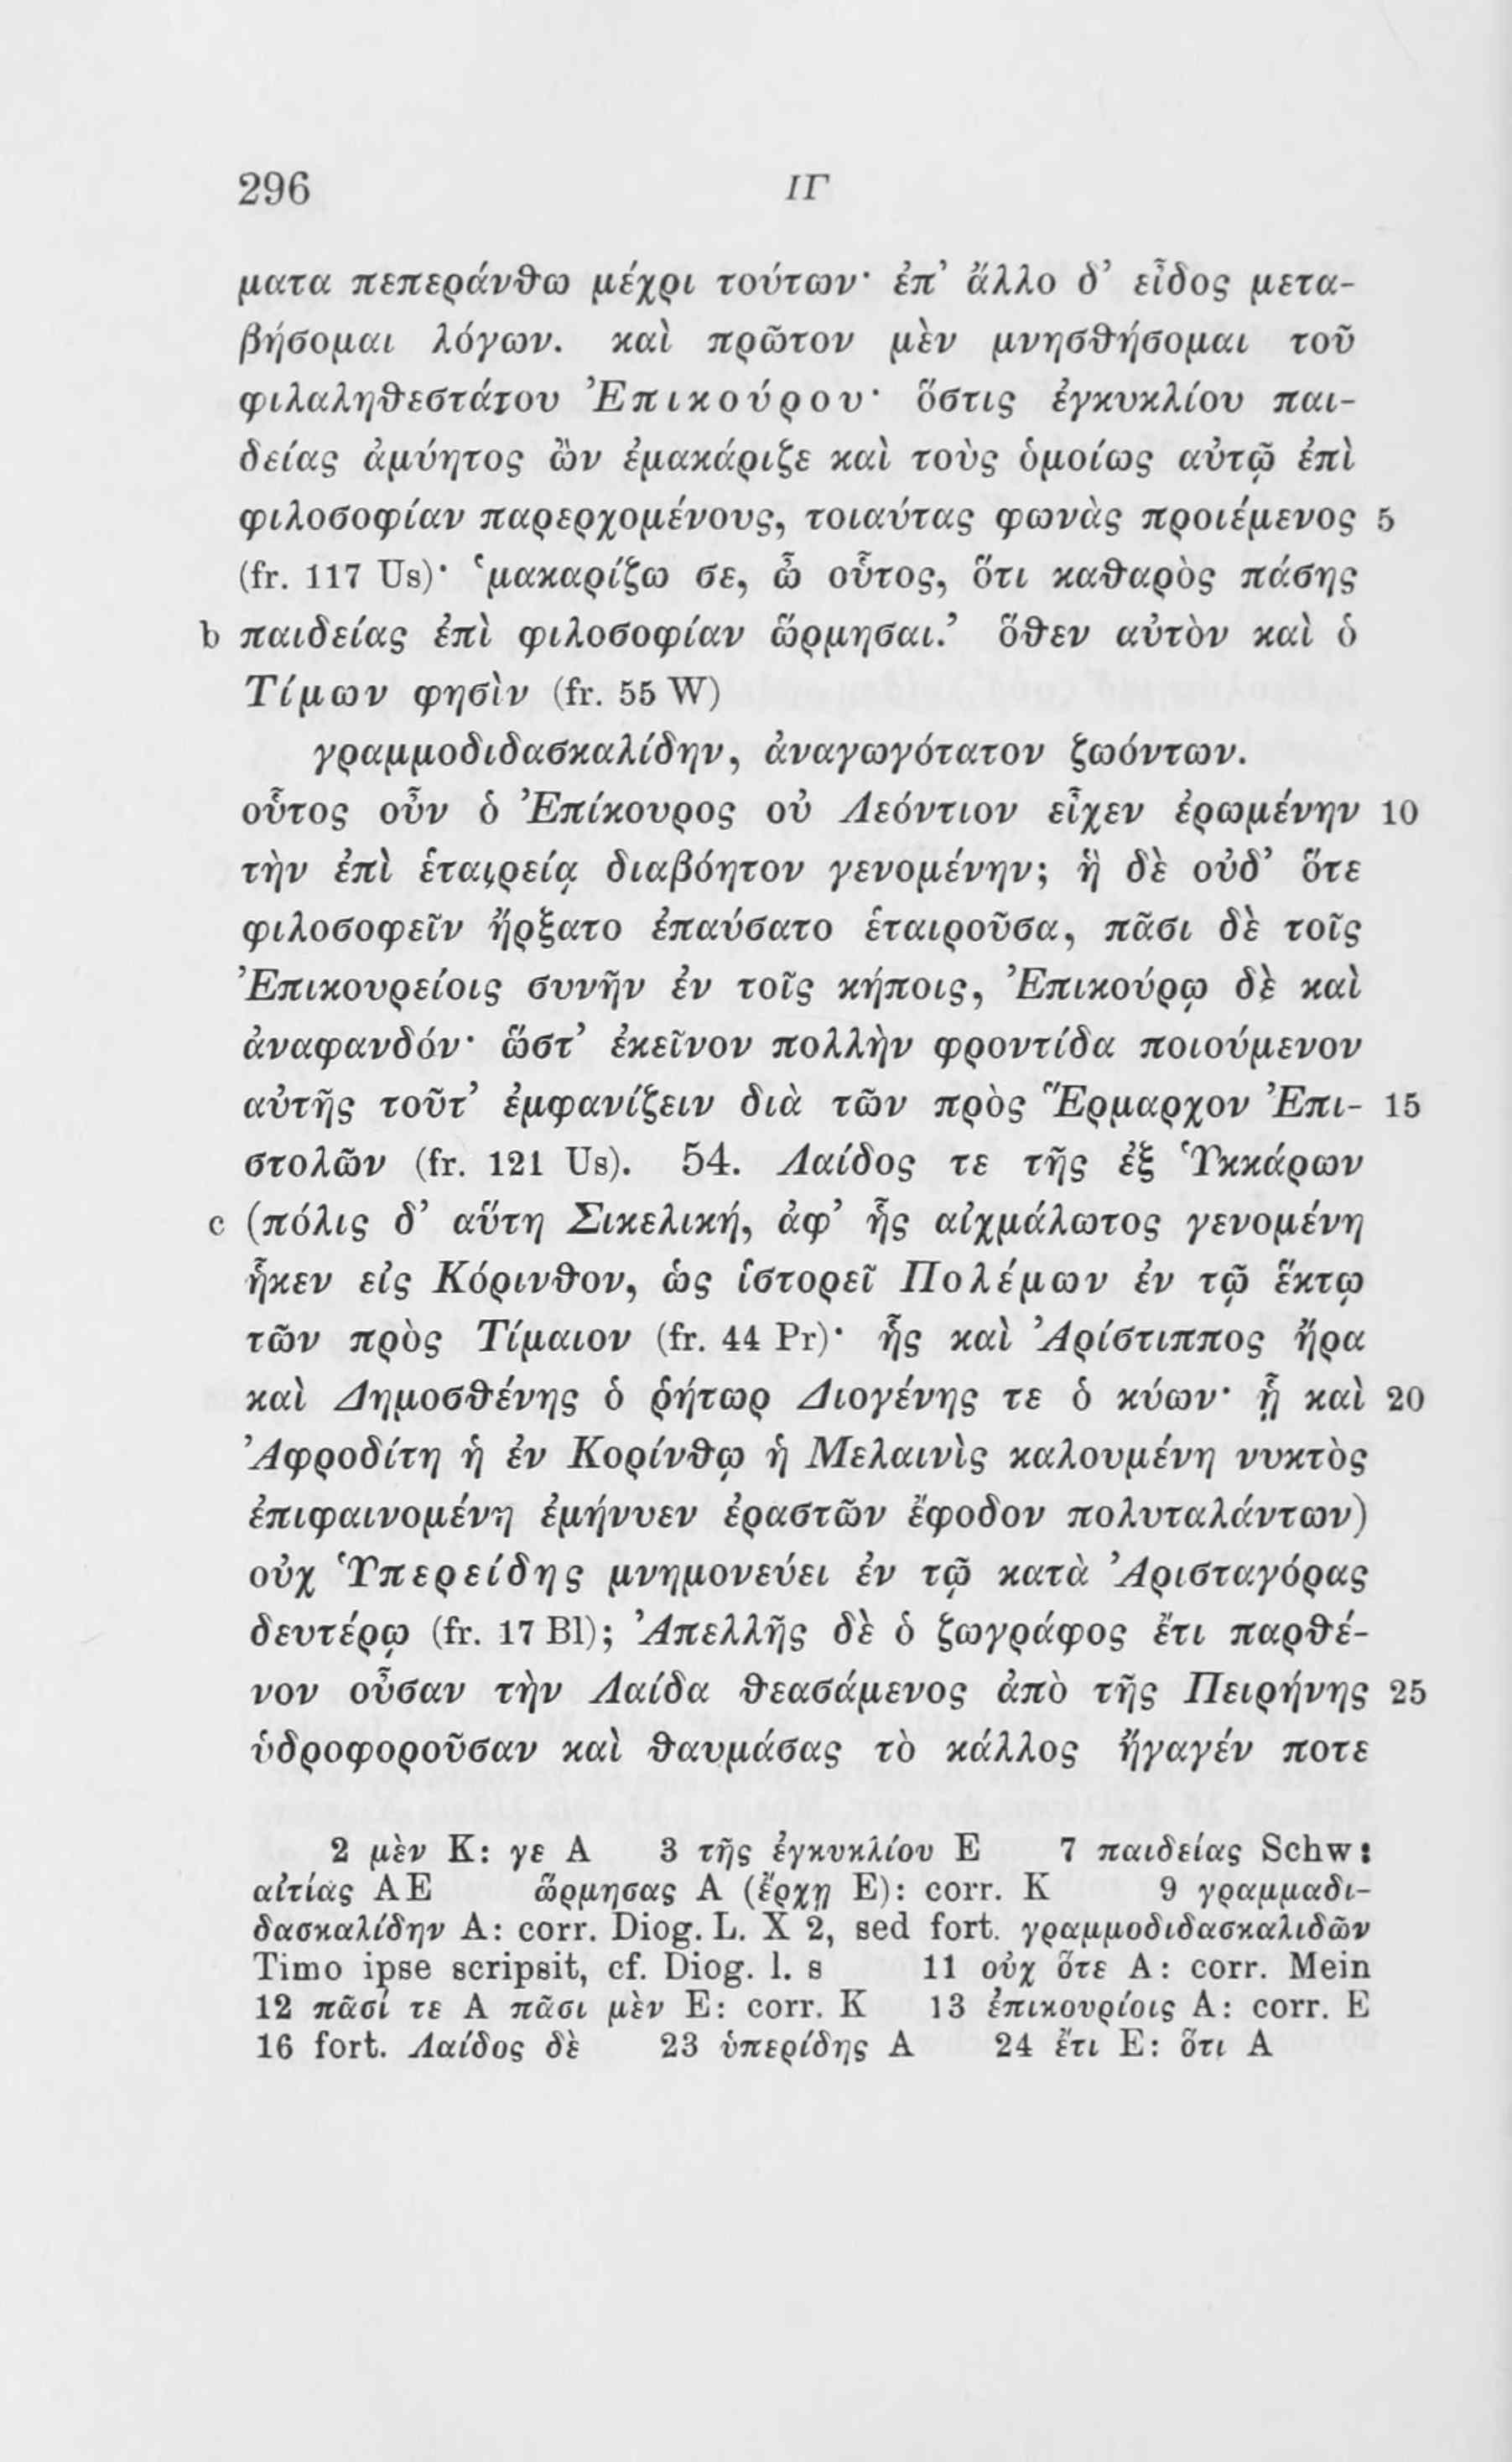 296 ΙΓ
ματα πεπεράνθω μέχρι τούτων· ἐπ’ ἄλλο δ’ εἶδος μετα-
βήσομαι λόγων. καὶ πρῶτον μὲν μνησθήσομαι τοῦ
φιλαληθεστάτου Ἐπικούρου· ὅστις ἐγκυκλίου παι-
δείας ἀμύητος ὢν ἐμακάριζε καὶ τοὺς ὁμοίως αὐτῷ ἐπὶ
φιλοσοφίαν παρερχομένους, τοιαύτας φωνὰς προιέμενος 5
(fr. 117 Us)· ‘μακαρίζω σε, ὦ οὗτος, ὅτι καθαρὸς πάσης
b παιδείας ἐπὶ φιλοσοφίαν ὥρμησαι.’ ὅθεν αὐτὸν καὶ ὁ
Τίμων φησὶν (fr. 55 W)
γραμμοδιδασκαλίδην, ἀναγωγότατον ζωόντων.
οὗτος οὖν ὁ Ἐπίκουρος οὐ Λεόντιον εἶχεν ἐρωμένην 10
τὴν ἐπὶ ἑταιρείᾳ διαβόητον γενομένην; ἣ δὲ οὐδ’ ὅτε
φιλοσοφεῖν ἤρξατο ἐπαύσατο ἑταιροῦσα, πᾶσι δὲ τοῖς
Ἐπικουρείοις συνῆν ἐν τοῖς κήποις, Ἐπικούρῳ δὲ καὶ
ἀναφανδόν· ὥστ’ ἐκεῖνον πολλὴν φροντίδα ποιούμενον
αὐτῆς τοῦτ’ ἐμφανίζειν διὰ τῶν πρὸς Ἕρμαρχον Ἐπι- 15
στολῶν (fr. 121 Us). 54. Λαίδος τε τῆς ἐξ Ὑκκάρων
c (πόλις δ’ αὕτη Σικελική, ἀφ’ ἧς αἰχμάλωτος γενομένη
ἧκεν εἰς Κόρινθον, ὡς ἱστορεῖ Πολέμων ἐν τῷ ἕκτῳ
τῶν πρὸς Τίμαιον (fr. 44 Pr)· ἧς καὶ Ἀρίστιππος ἤρα
καὶ Δημοσθένης ὁ ῥήτωρ Διογένης τε ὁ κύων· ᾗ καὶ 20
Ἀφροδίτη ἡ ἐν Κορίνθῳ ἡ Μελαινὶς καλουμένη νυκτὸς
ἐπιφαινομένη ἐμήνυεν ἐραστῶν ἔφοδον πολυταλάντων)
οὐχ Ὑπερείδης μνημονεύει ἐν τῷ κατὰ Ἀρισταγόρας
δευτέρῳ (fr. 17 Bl); Ἀπελλῆς δὲ ὁ ζωγράφος ἔτι παρθέ-
νον οὖσαν τὴν Λαίδα θεασάμενος ἀπὸ τῆς Πειρήνης 25
ὑδροφοροῦσαν καὶ θαυμάσας τὸ κάλλος ἤγαγέν ποτε
2 μὲν K: γε A 3 τῆς ἐγκυκλίου E 7 παιδείας Schw:
αἰτίας AE ὥρμησας A (ἔρχῃ E): corr. K 9 γραμμαδι-
δασκαλίδην A: corr. Diog. L. X 2, sed fort. γραμμοδιδασκαλιδῶν
Timo ipse scripsit, cf. Diog. l. s 11 οὐχ ὅτε A: corr. Mein
12 πᾶσί τε A πᾶσι μὲν E: corr. K 13 ἐπικουρίοις A: corr. E
16 fort. Λαίδος δὲ 23 ὑπερίδης A 24 ἔτι E: ὅτι A